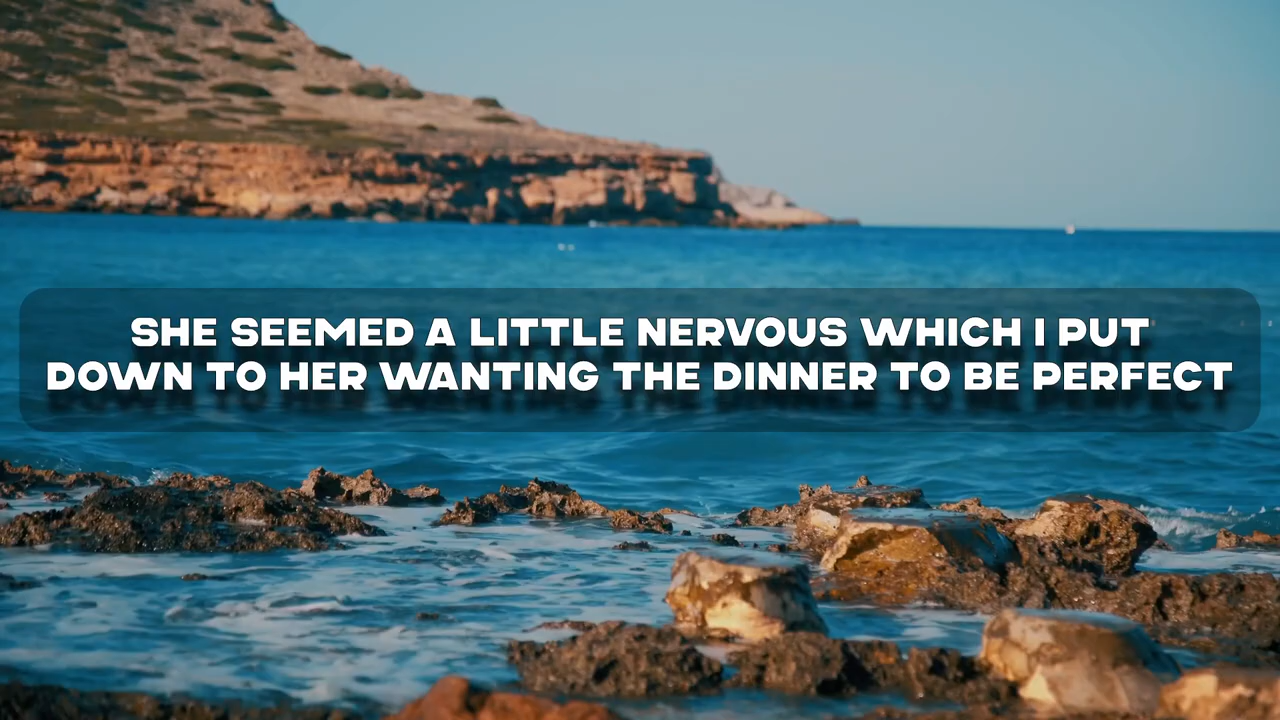 SHE SEEMED A LITTLE NERVOUS WHICH I PUT
DOWN TO HER WANTING THE DINNER TO BE PERFECT